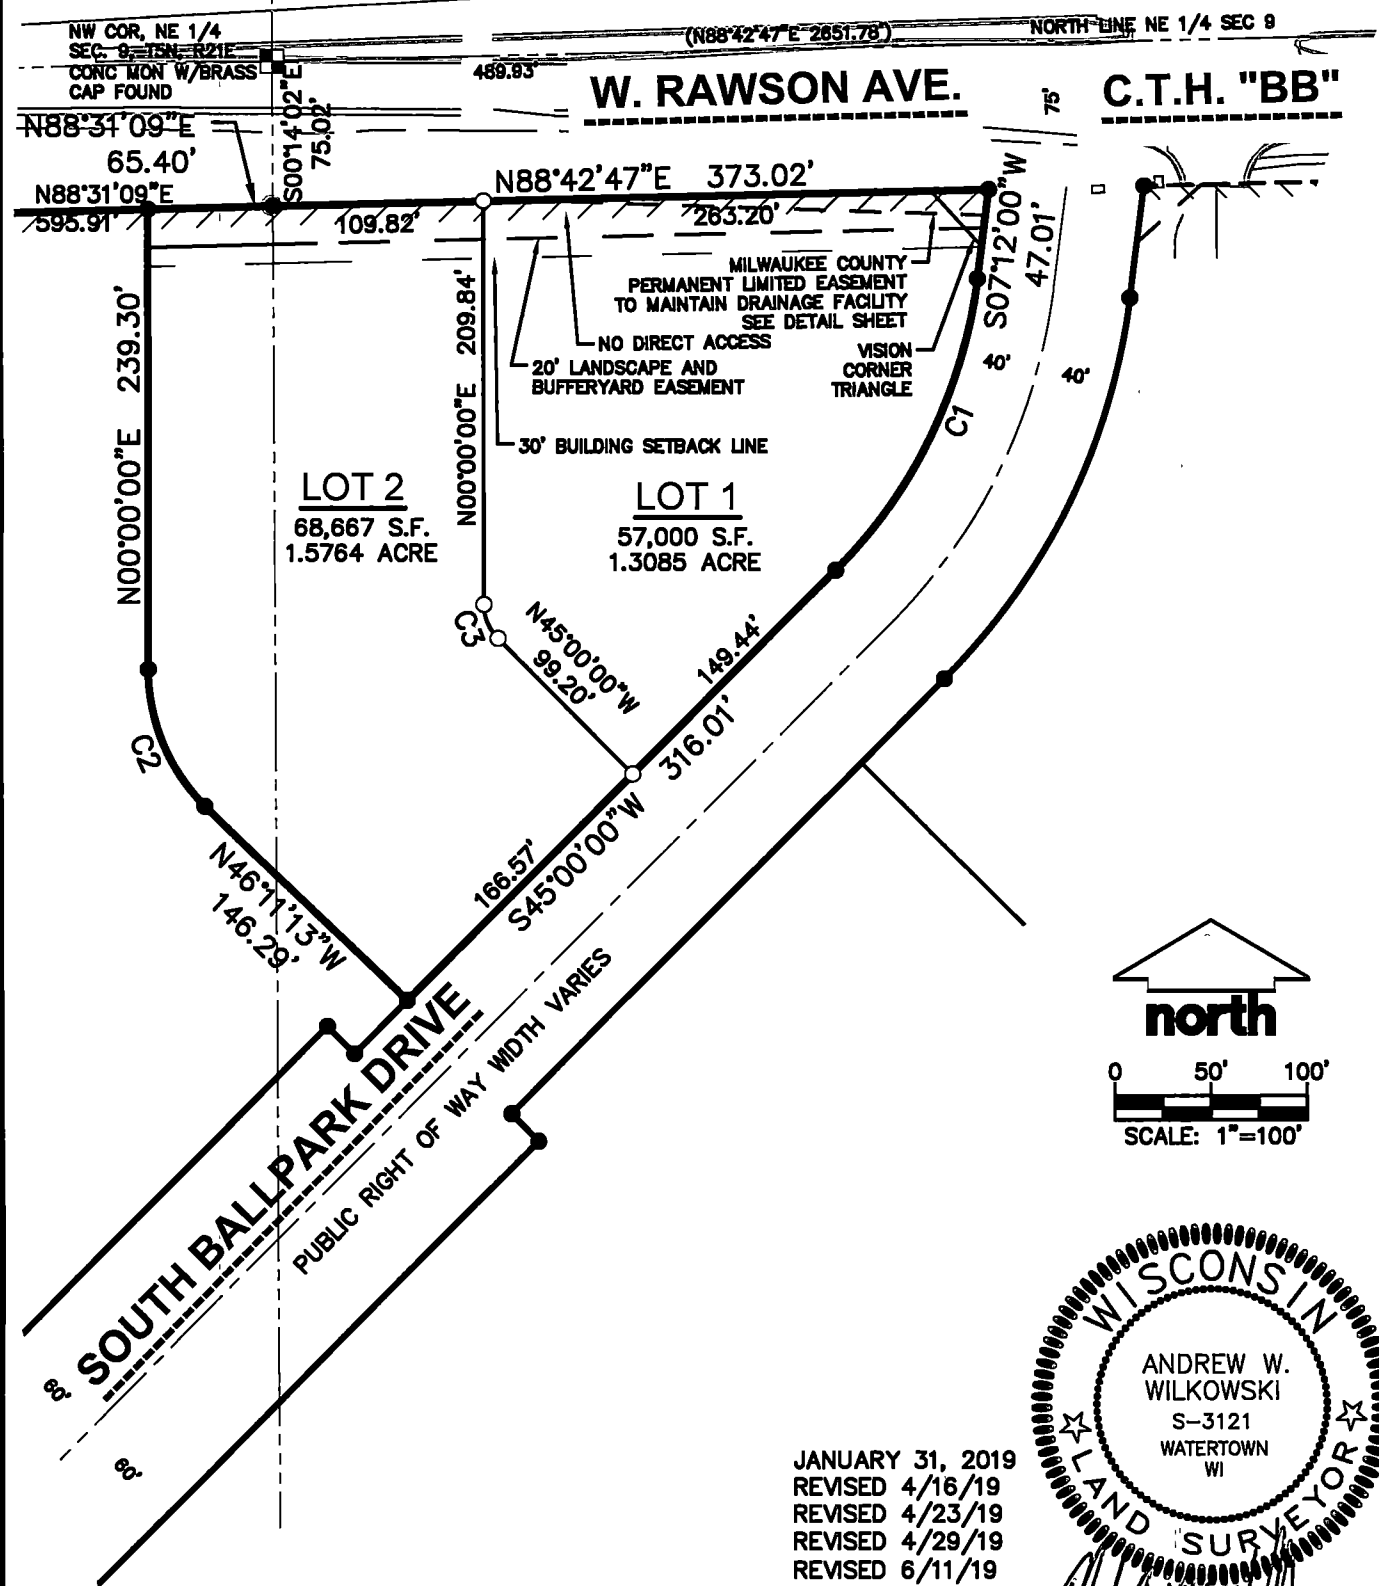 NW COR, NE 1/4
SEC. 9, T5N, R21E
CONC MON W/BRASS
CAP FOUND
(N88°42'47"E 2651.78')
NORTH LINE NE 1/4 SEC 9
489.93'
W. RAWSON AVE.
75'
C.T.H. "BB"
N88°31'09"E
65.40'
S00°14'02"E
75.02'
N88°31'09"E
595.91'
N88°42'47"E 373.02'
109.82'
263.20'
S07°12'00"W
47.01'
MILWAUKEE COUNTY
PERMANENT LIMITED EASEMENT
TO MAINTAIN DRAINAGE FACILITY
SEE DETAIL SHEET
NO DIRECT ACCESS
VISION
CORNER
TRIANGLE
20' LANDSCAPE AND
BUFFERYARD EASEMENT
30' BUILDING SETBACK LINE
40'
40'
C1
N00°00'00"E 239.30'
N00°00'00"E 209.84'
LOT 2
68,667 S.F.
1.5764 ACRE
LOT 1
57,000 S.F.
1.3085 ACRE
C3
N45°00'00"W
99.20'
149.44'
316.01'
C2
N46°11'13"W
146.29'
166.57'
S45°00'00"W
SOUTH BALLPARK DRIVE
PUBLIC RIGHT OF WAY WIDTH VARIES
60'
60'
north
0 50' 100'
SCALE: 1"=100'
WISCONSIN
ANDREW W.
WILKOWSKI
S-3121
WATERTOWN
WI
LAND SURVEYOR
JANUARY 31, 2019
REVISED 4/16/19
REVISED 4/23/19
REVISED 4/29/19
REVISED 6/11/19